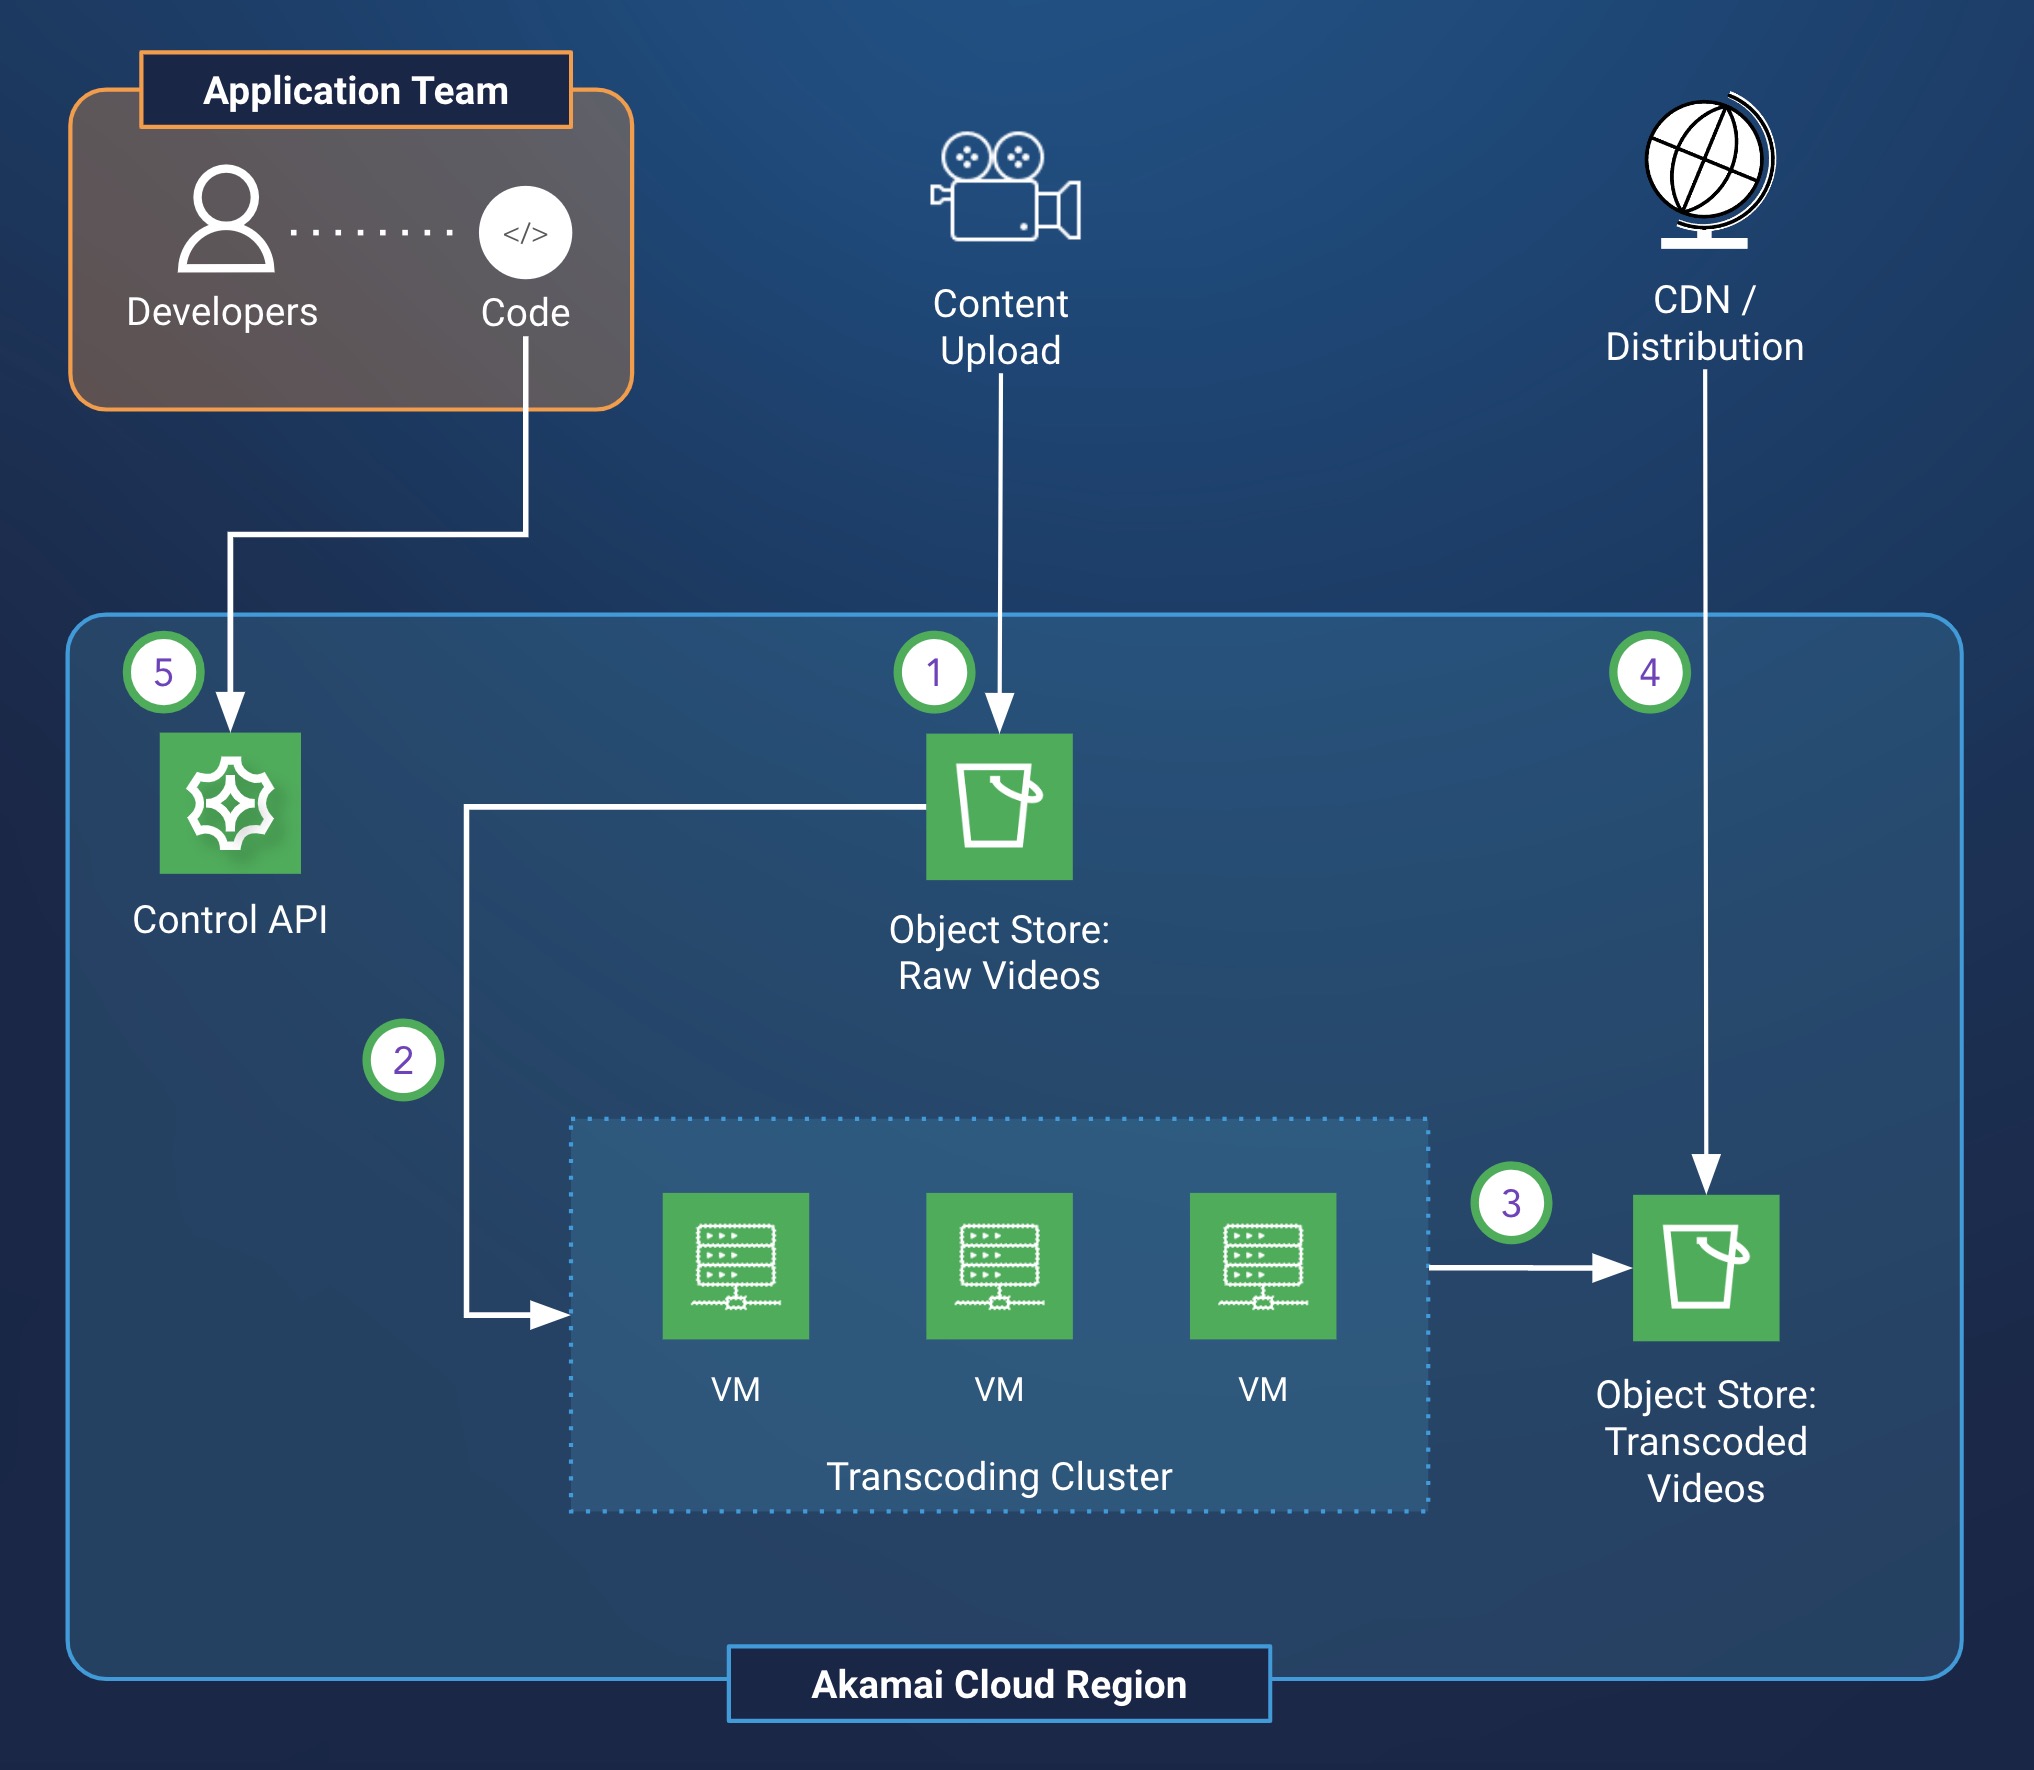 Application Team
Developers
</>
Code
Content
Upload
CDN /
Distribution
5
1
4
Control API
Object Store:
Raw Videos
2
3
VM
VM
VM
Transcoding Cluster
Object Store:
Transcoded
Videos
Akamai Cloud Region